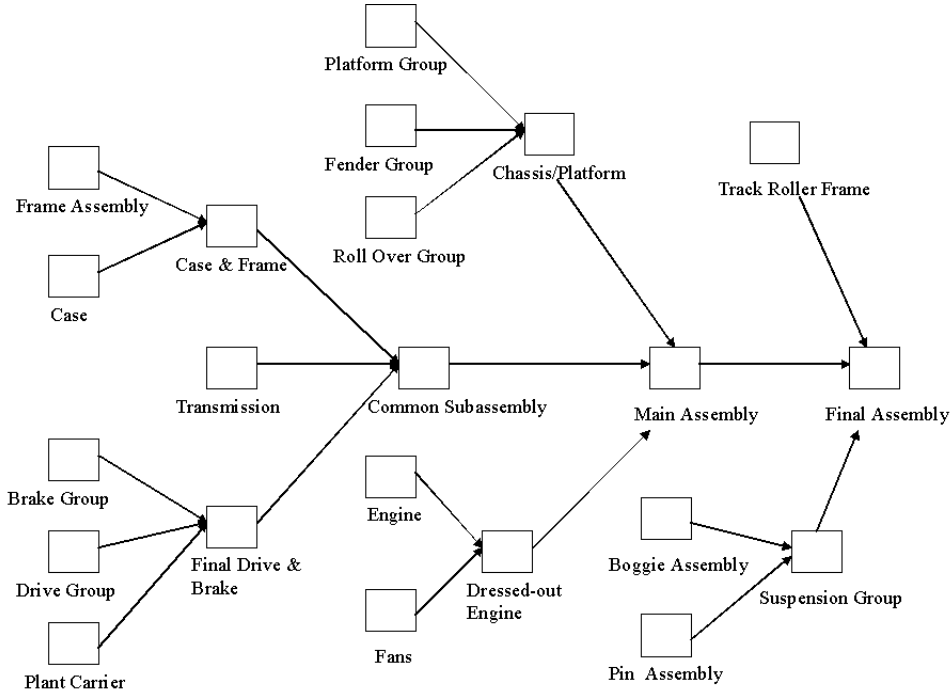 Platform Group
Fender Group
Chassis/Platform
Track Roller Frame
Frame Assembly
Roll Over Group
Case & Frame
Case
Transmission
Common Subassembly
Main Assembly
Final Assembly
Brake Group
Engine
Drive Group
Final Drive &
Brake
Dressed-out
Engine
Boggie Assembly
Suspension Group
Fans
Pin Assembly
Plant Carrier